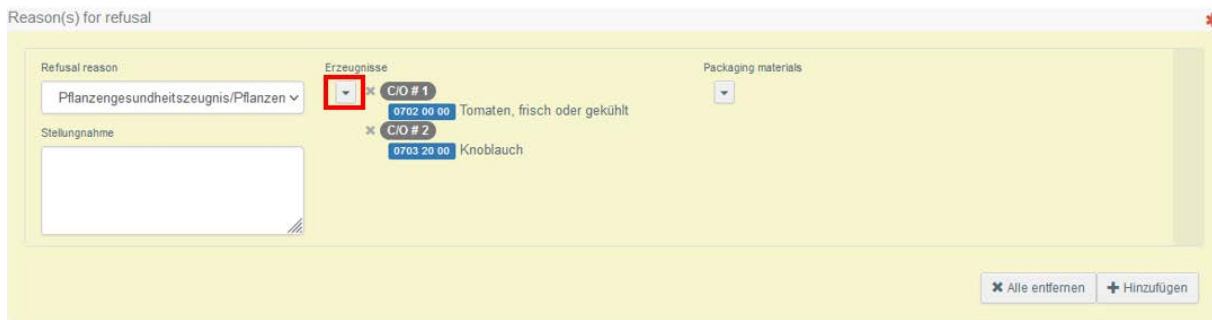 Reason(s) for refusal
Refusal reason
Erzeugnisse
Packaging materials
Pflanzengesundheitszeugnis/Pflanzen
C/O # 1
0702 00 00 Tomaten, frisch oder gekühlt
Stellungnahme
C/O # 2
0703 20 00 Knoblauch
Alle entfernen
Hinzufügen